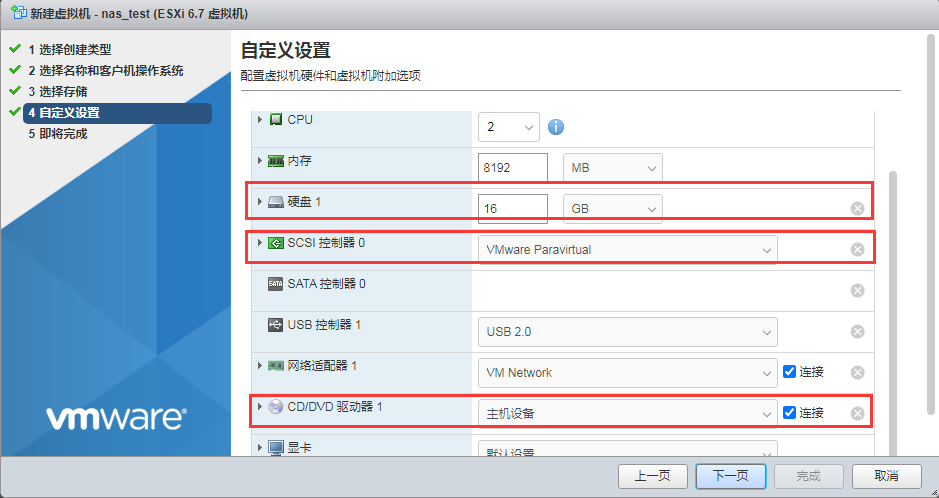 新建虚拟机 - nas_test (ESXi 6.7 虚拟机)
1 选择创建类型
2 选择名称和客户机操作系统
3 选择存储
4 自定义设置
5 即将完成
vmware®
自定义设置
配置虚拟机硬件和虚拟机附加选项
CPU 2
内存 8192 MB
硬盘 1 16 GB
SCSI 控制器 0 VMware Paravirtual
SATA SATA 控制器 0
USB 控制器 1 USB 2.0
网络适配器 1 VM Network 连接
CD/DVD 驱动器 1 主机设备 连接
显卡 默认设置
上一页 下一页 完成 取消